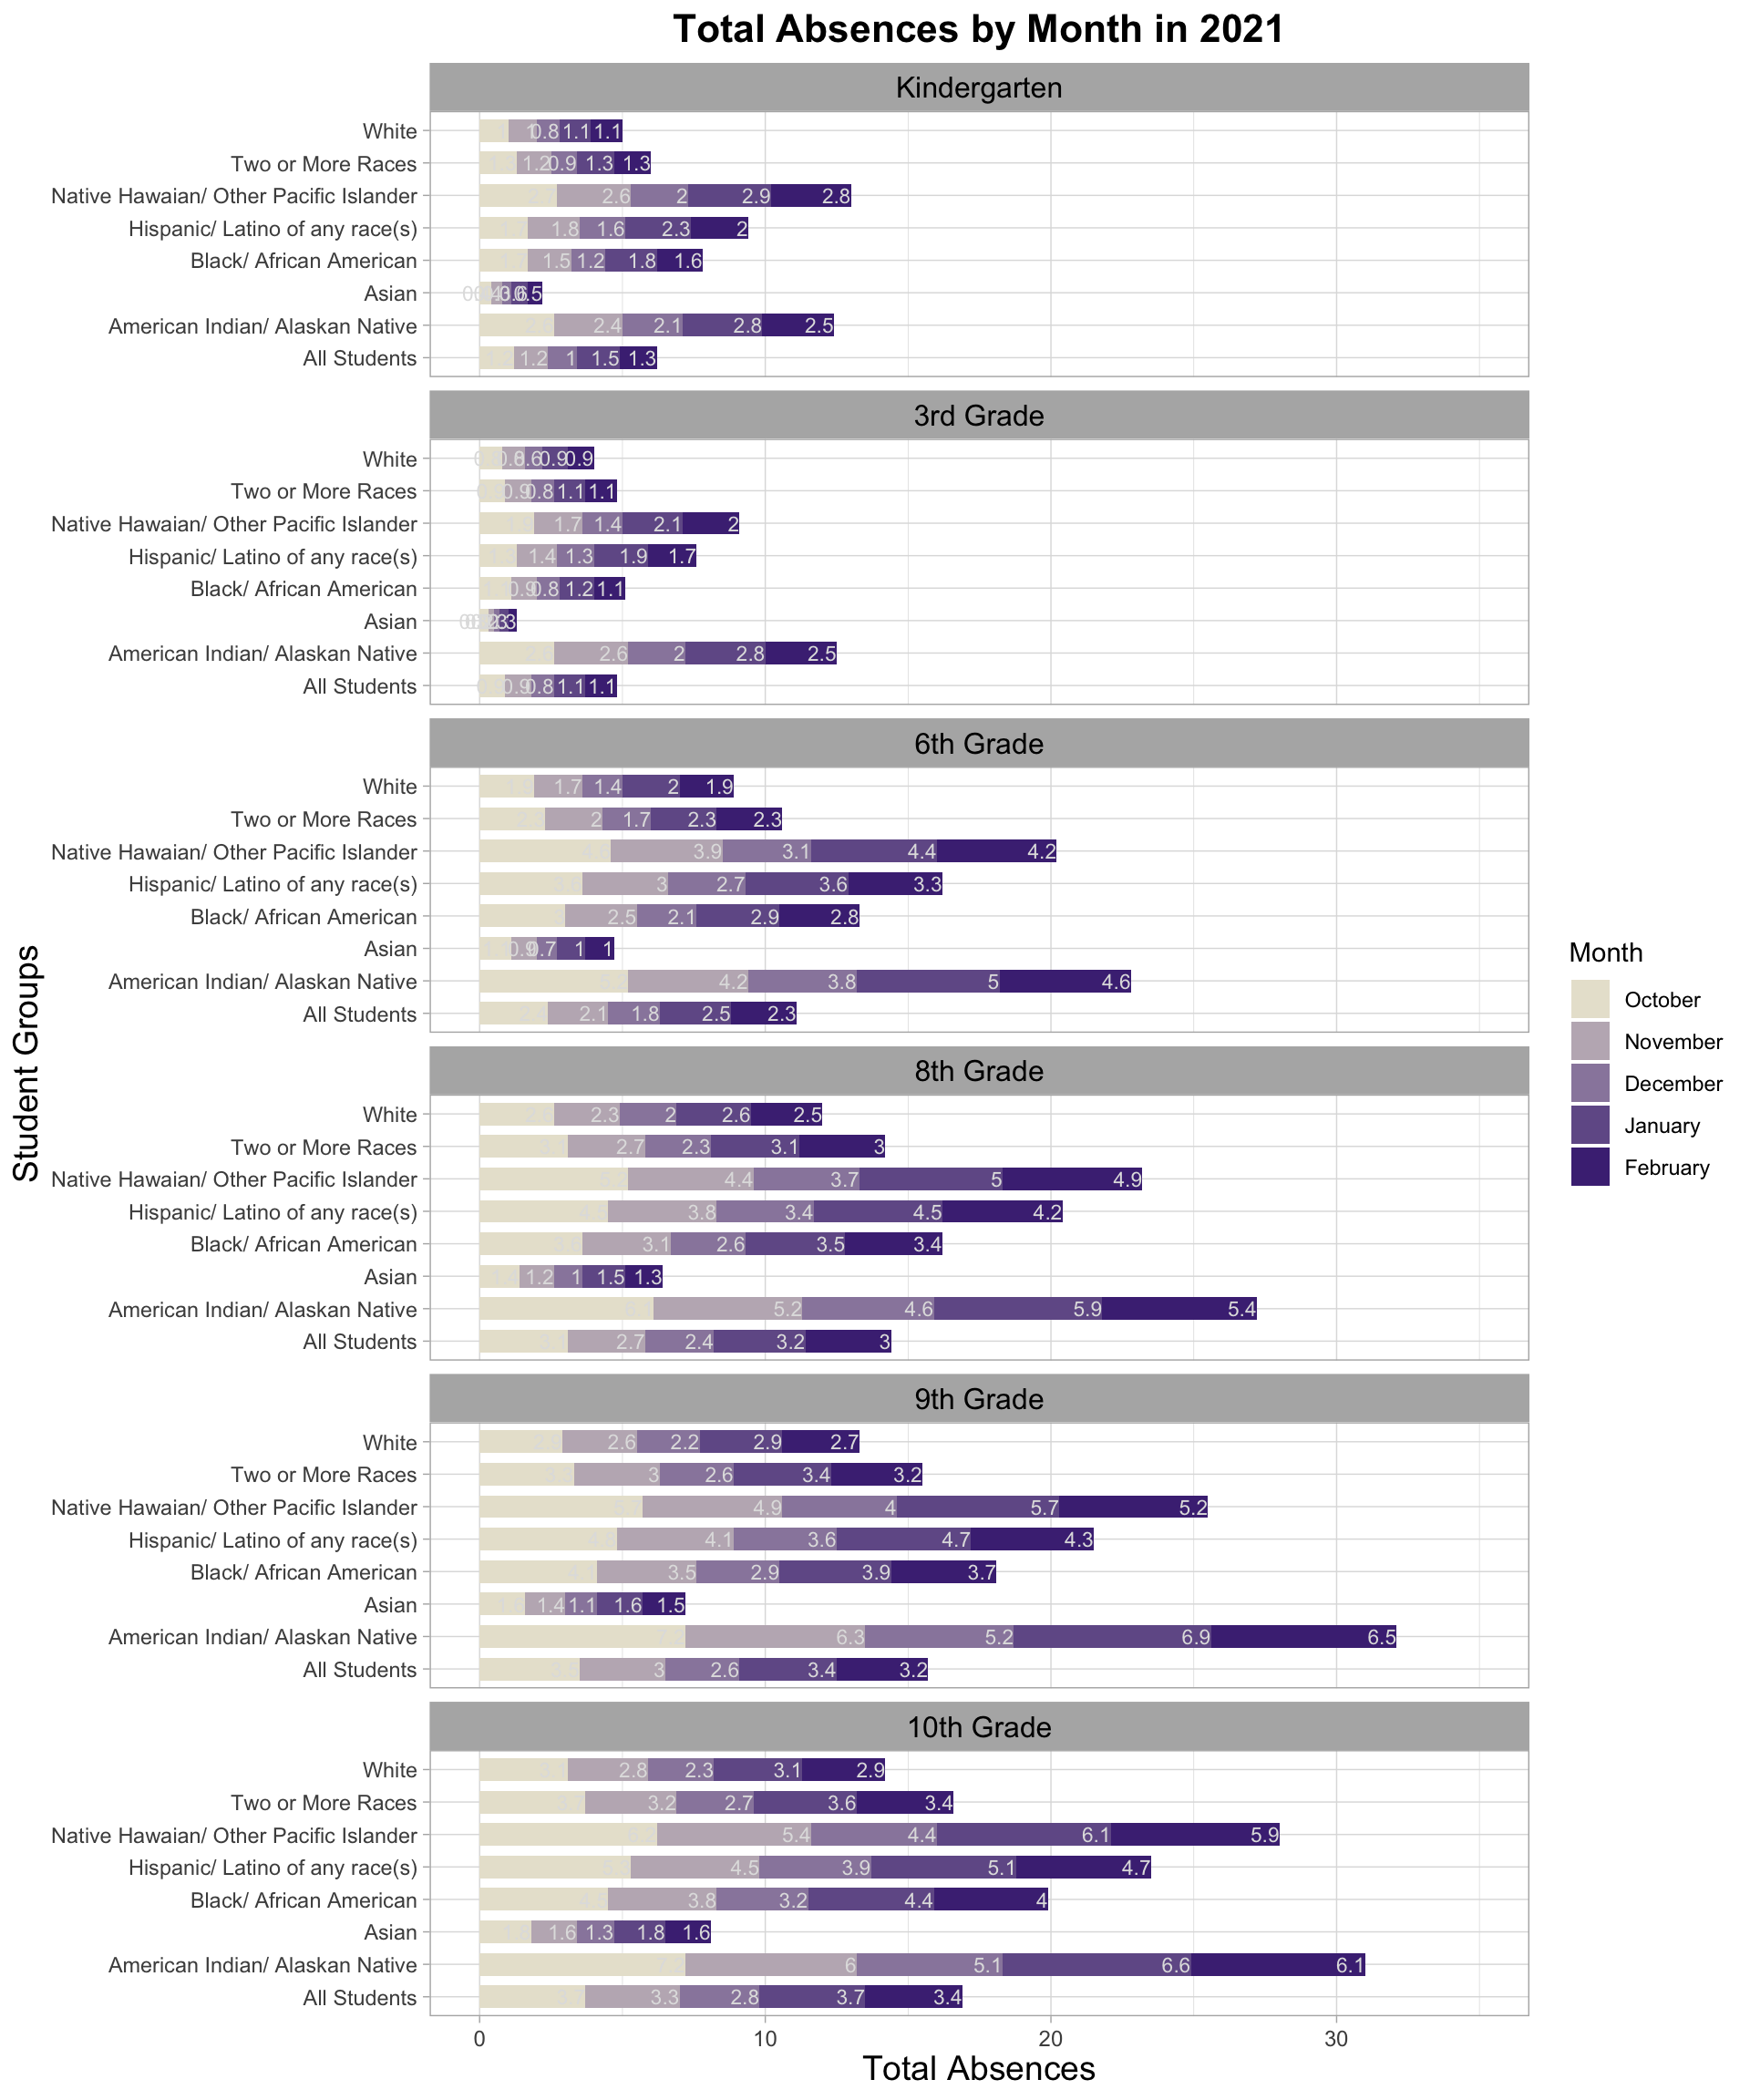 Total Absences by Month in 2021
Kindergarten
White 0.8 1.1 1.1
Two or More Races 1.2 0.9 1.3 1.3
Native Hawaian/ Other Pacific Islander 2.6 2 2.9 2.8
Hispanic/ Latino of any race(s) 1.8 1.6 2.3 2
Black/ African American 1.5 1.2 1.8 1.6
Asian
American Indian/ Alaskan Native 2.4 2.1 2.8 2.5
All Students 1.2 1 1.5 1.3
3rd Grade
White 0.6 0.9 0.9
Two or More Races 0.9 0.8 1.1 1.1
Native Hawaian/ Other Pacific Islander 1.7 1.4 2.1 2
Hispanic/ Latino of any race(s) 1.4 1.3 1.9 1.7
Black/ African American 0.9 0.8 1.2 1.1
Asian
American Indian/ Alaskan Native 2.6 2 2.8 2.5
All Students 0.9 0.8 1.1 1.1
6th Grade
White 1.7 1.4 2 1.9
Two or More Races 2 1.7 2.3 2.3
Native Hawaian/ Other Pacific Islander 3.9 3.1 4.4 4.2
Hispanic/ Latino of any race(s) 3 2.7 3.6 3.3
Black/ African American 2.5 2.1 2.9 2.8
Asian 0.9 0.7 1 1
American Indian/ Alaskan Native 4.2 3.8 5 4.6
All Students 2.1 1.8 2.5 2.3
8th Grade
White 2.3 2 2.6 2.5
Two or More Races 2.7 2.3 3.1 3
Native Hawaian/ Other Pacific Islander 4.4 3.7 5 4.9
Hispanic/ Latino of any race(s) 3.8 3.4 4.5 4.2
Black/ African American 3.1 2.6 3.5 3.4
Asian 1.2 1 1.5 1.3
American Indian/ Alaskan Native 5.2 4.6 5.9 5.4
All Students 2.7 2.4 3.2 3
9th Grade
White 2.6 2.2 2.9 2.7
Two or More Races 3 2.6 3.4 3.2
Native Hawaian/ Other Pacific Islander 4.9 4 5.7 5.2
Hispanic/ Latino of any race(s) 4.1 3.6 4.7 4.3
Black/ African American 3.5 2.9 3.9 3.7
Asian 1.4 1.1 1.6 1.5
American Indian/ Alaskan Native 6.3 5.2 6.9 6.5
All Students 3 2.6 3.4 3.2
10th Grade
White 2.8 2.3 3.1 2.9
Two or More Races 3.2 2.7 3.6 3.4
Native Hawaian/ Other Pacific Islander 5.4 4.4 6.1 5.9
Hispanic/ Latino of any race(s) 4.5 3.9 5.1 4.7
Black/ African American 3.8 3.2 4.4 4
Asian 1.6 1.3 1.8 1.6
American Indian/ Alaskan Native 6 5.1 6.6 6.1
All Students 3.3 2.8 3.7 3.4
0 10 20 30
Total Absences
Student Groups
Month
October
November
December
January
February